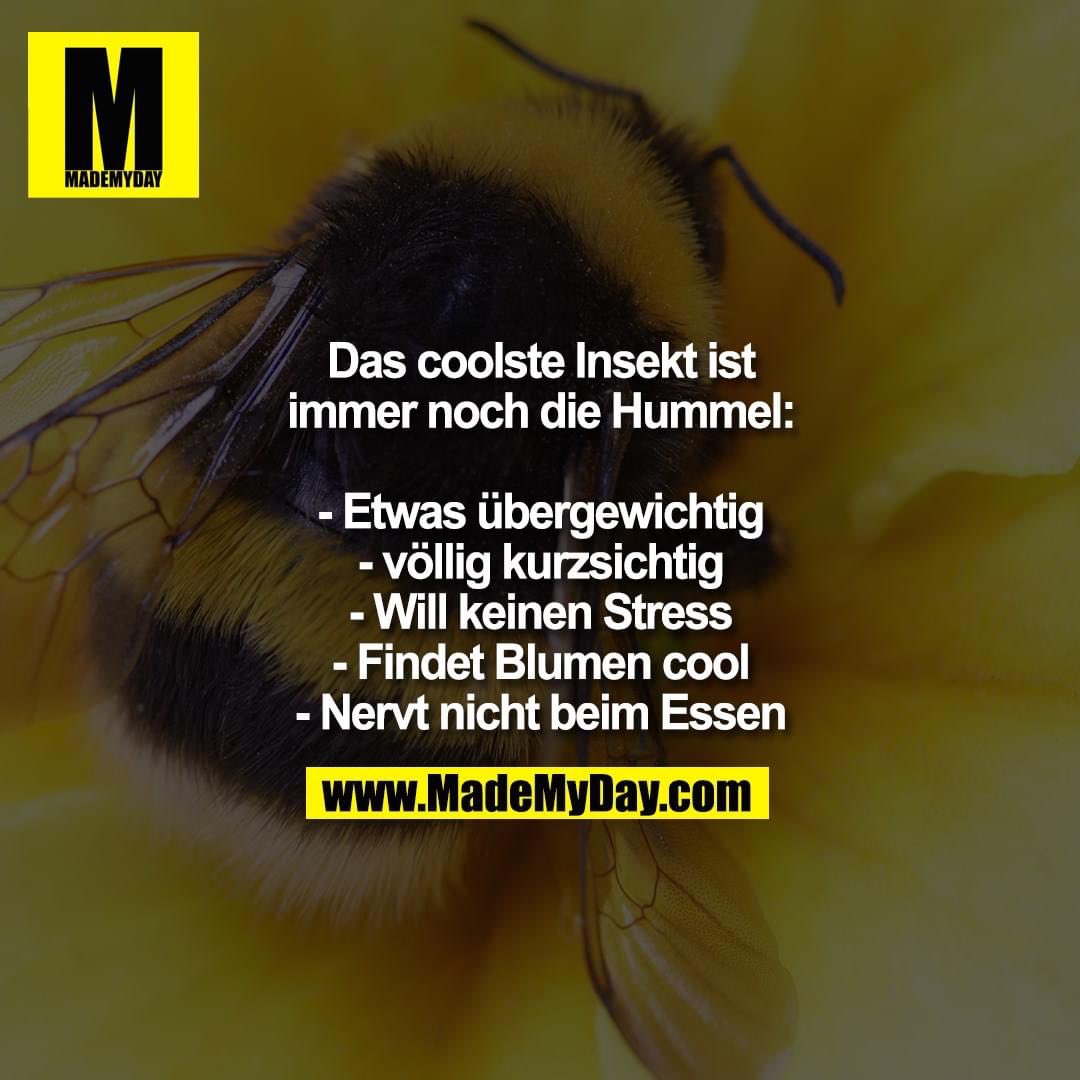 M
MADEMYDAY
Das coolste Insekt ist
immer noch die Hummel:
- Etwas übergewichtig
- völlig kurzsichtig
- Will keinen Stress
- Findet Blumen cool
- Nervt nicht beim Essen
www.MadeMyDay.com